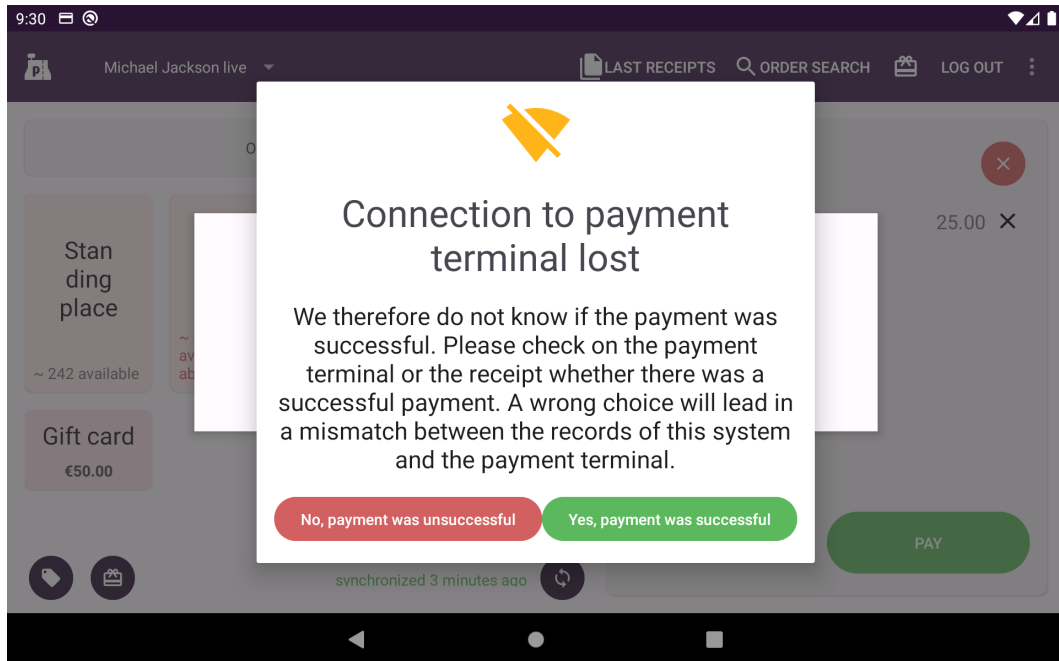 9:30
Michael Jackson live
LAST RECEIPTS
ORDER SEARCH
LOG OUT
Connection to payment
terminal lost
We therefore do not know if the payment was
successful. Please check on the payment
terminal or the receipt whether there was a
successful payment. A wrong choice will lead in
a mismatch between the records of this system
and the payment terminal.
No, payment was unsuccessful
Yes, payment was successful
25.00
Stan
ding
place
~ 242 available
Gift card
€50.00
PAY
synchronized 3 minutes ago